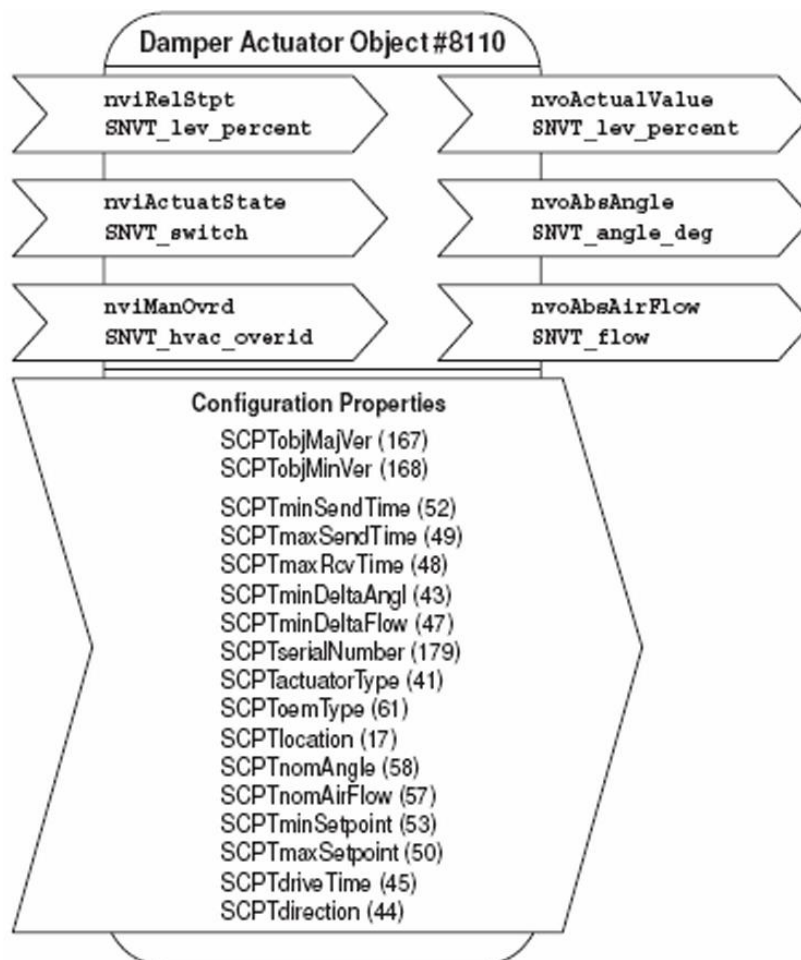 Damper Actuator Object #8110
nviRelStpt
SNVT_lev_percent
nvoActualValue
SNVT_lev_percent
nviActuatState
SNVT_switch
nvoAbsAngle
SNVT_angle_deg
nviManOvrd
SNVT_hvac_overid
nvoAbsAirFlow
SNVT_flow
Configuration Properties
SCPTobjMajVer (167)
SCPTobjMinVer (168)
SCPTminSendTime (52)
SCPTmaxSendTime (49)
SCPTmaxRcvTime (48)
SCPTminDeltaAngl (43)
SCPTminDeltaFlow (47)
SCPTserialNumber (179)
SCPTactuatorType (41)
SCPToemType (61)
SCPTlocation (17)
SCPTnomAngle (58)
SCPTnomAirFlow (57)
SCPTminSetpoint (53)
SCPTmaxSetpoint (50)
SCPTdriveTime (45)
SCPTdirection (44)